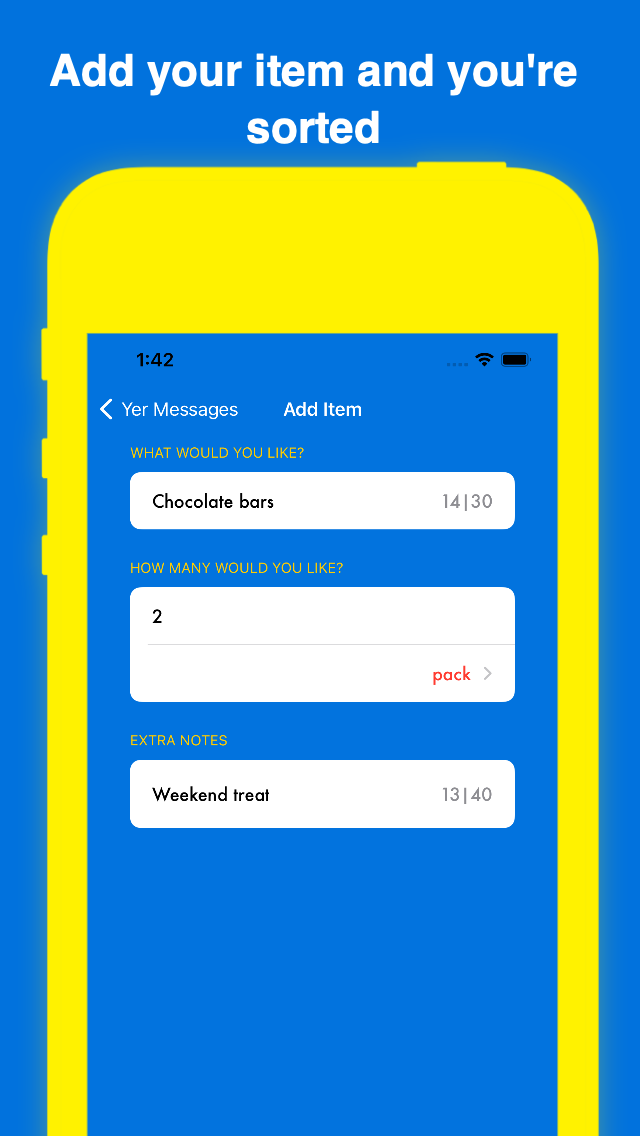 Add your item and you're
sorted
1:42
Yer Messages
Add Item
WHAT WOULD YOU LIKE?
Chocolate bars 14|30
HOW MANY WOULD YOU LIKE?
2
pack
EXTRA NOTES
Weekend treat 13|40